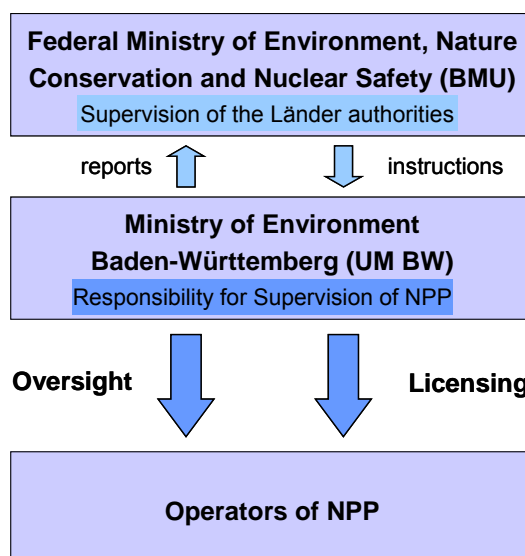 Federal Ministry of Environment, Nature
Conservation and Nuclear Safety (BMU)
Supervision of the Länder authorities
reports
instructions
Ministry of Environment
Baden-Württemberg (UM BW)
Responsibility for Supervision of NPP
Oversight
Licensing
Operators of NPP